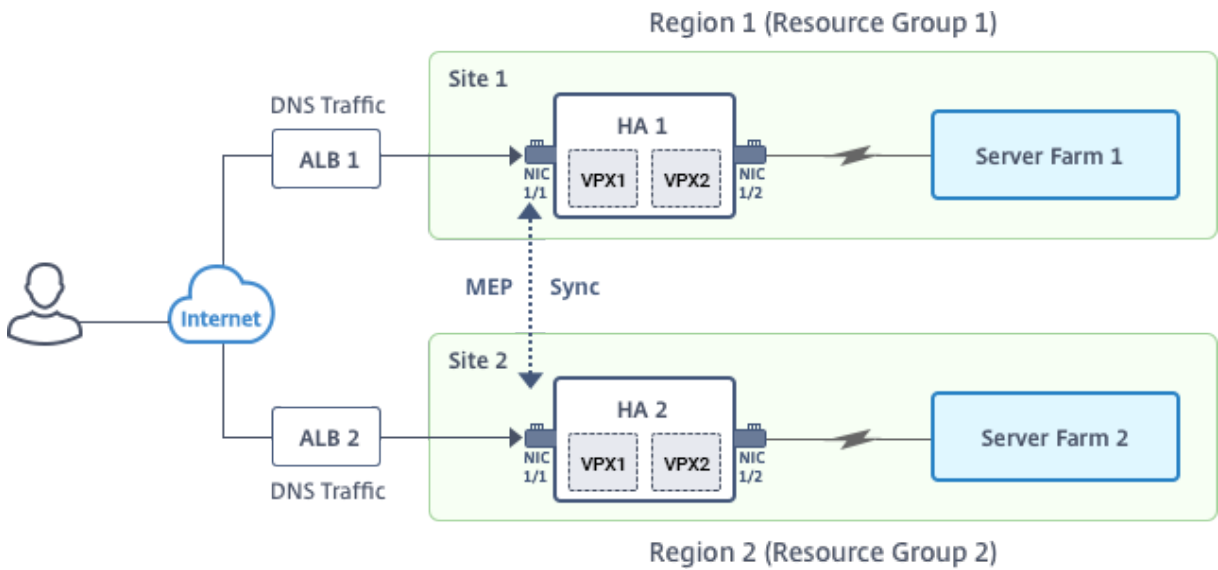 Region 1 (Resource Group 1)
Site 1
DNS Traffic
ALB 1
HA 1
VPX1
VPX2
NIC
1/1
NIC
1/2
Server Farm 1
MEP
Sync
Internet
Site 2
ALB 2
DNS Traffic
HA 2
VPX1
VPX2
NIC
1/1
NIC
1/2
Server Farm 2
Region 2 (Resource Group 2)